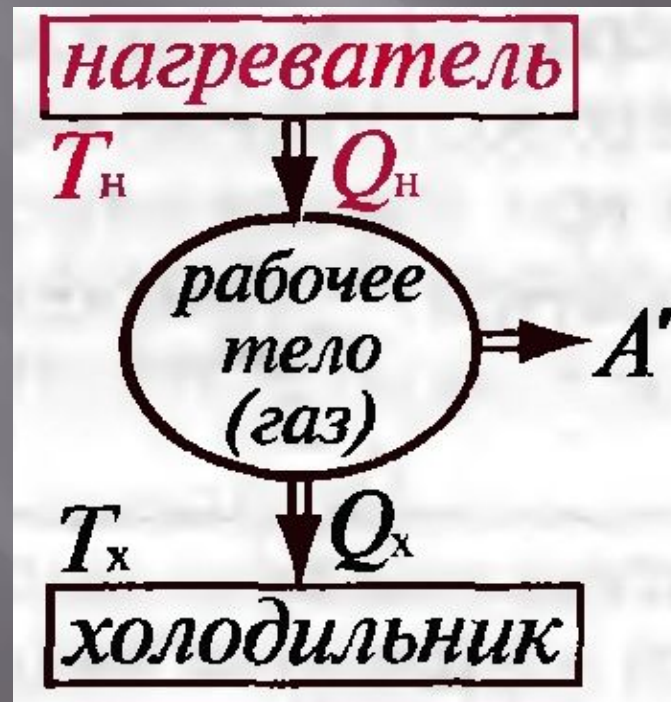 нагреватель
Tн Qн
рабочее
тело
(газ)
A'
Tх Qх
холодильник